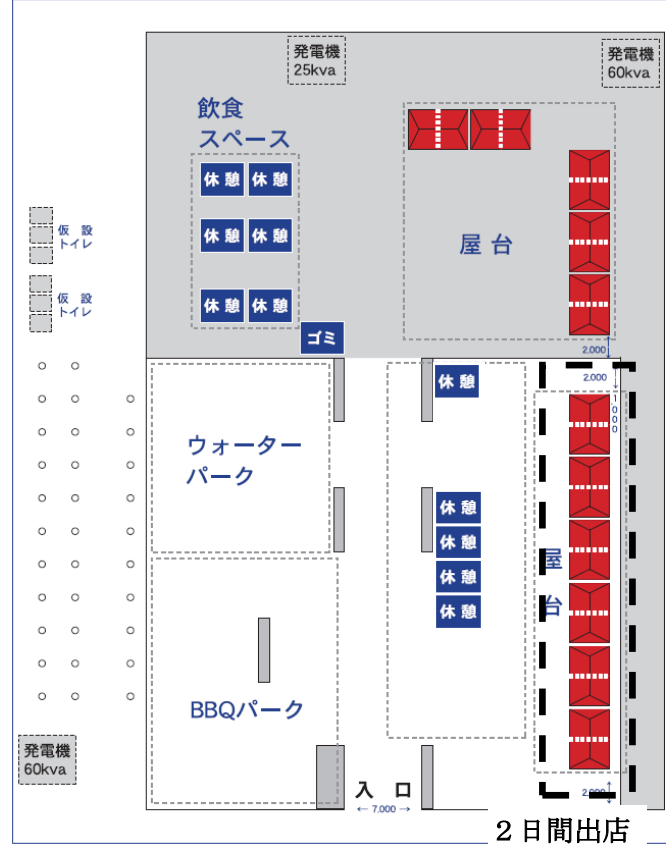 発電機
25kva
発電機
60kva
飲食
スペース
休憩 休憩
休憩 休憩
休憩 休憩
屋台
仮設
トイレ
仮設
トイレ
ゴミ
2,000
2,000
1,000
休憩
ウォーター
パーク
休憩
休憩
休憩
休憩
屋
台
BBQパーク
発電機
60kva
入口
← 7,000 →
2,000
２日間出店